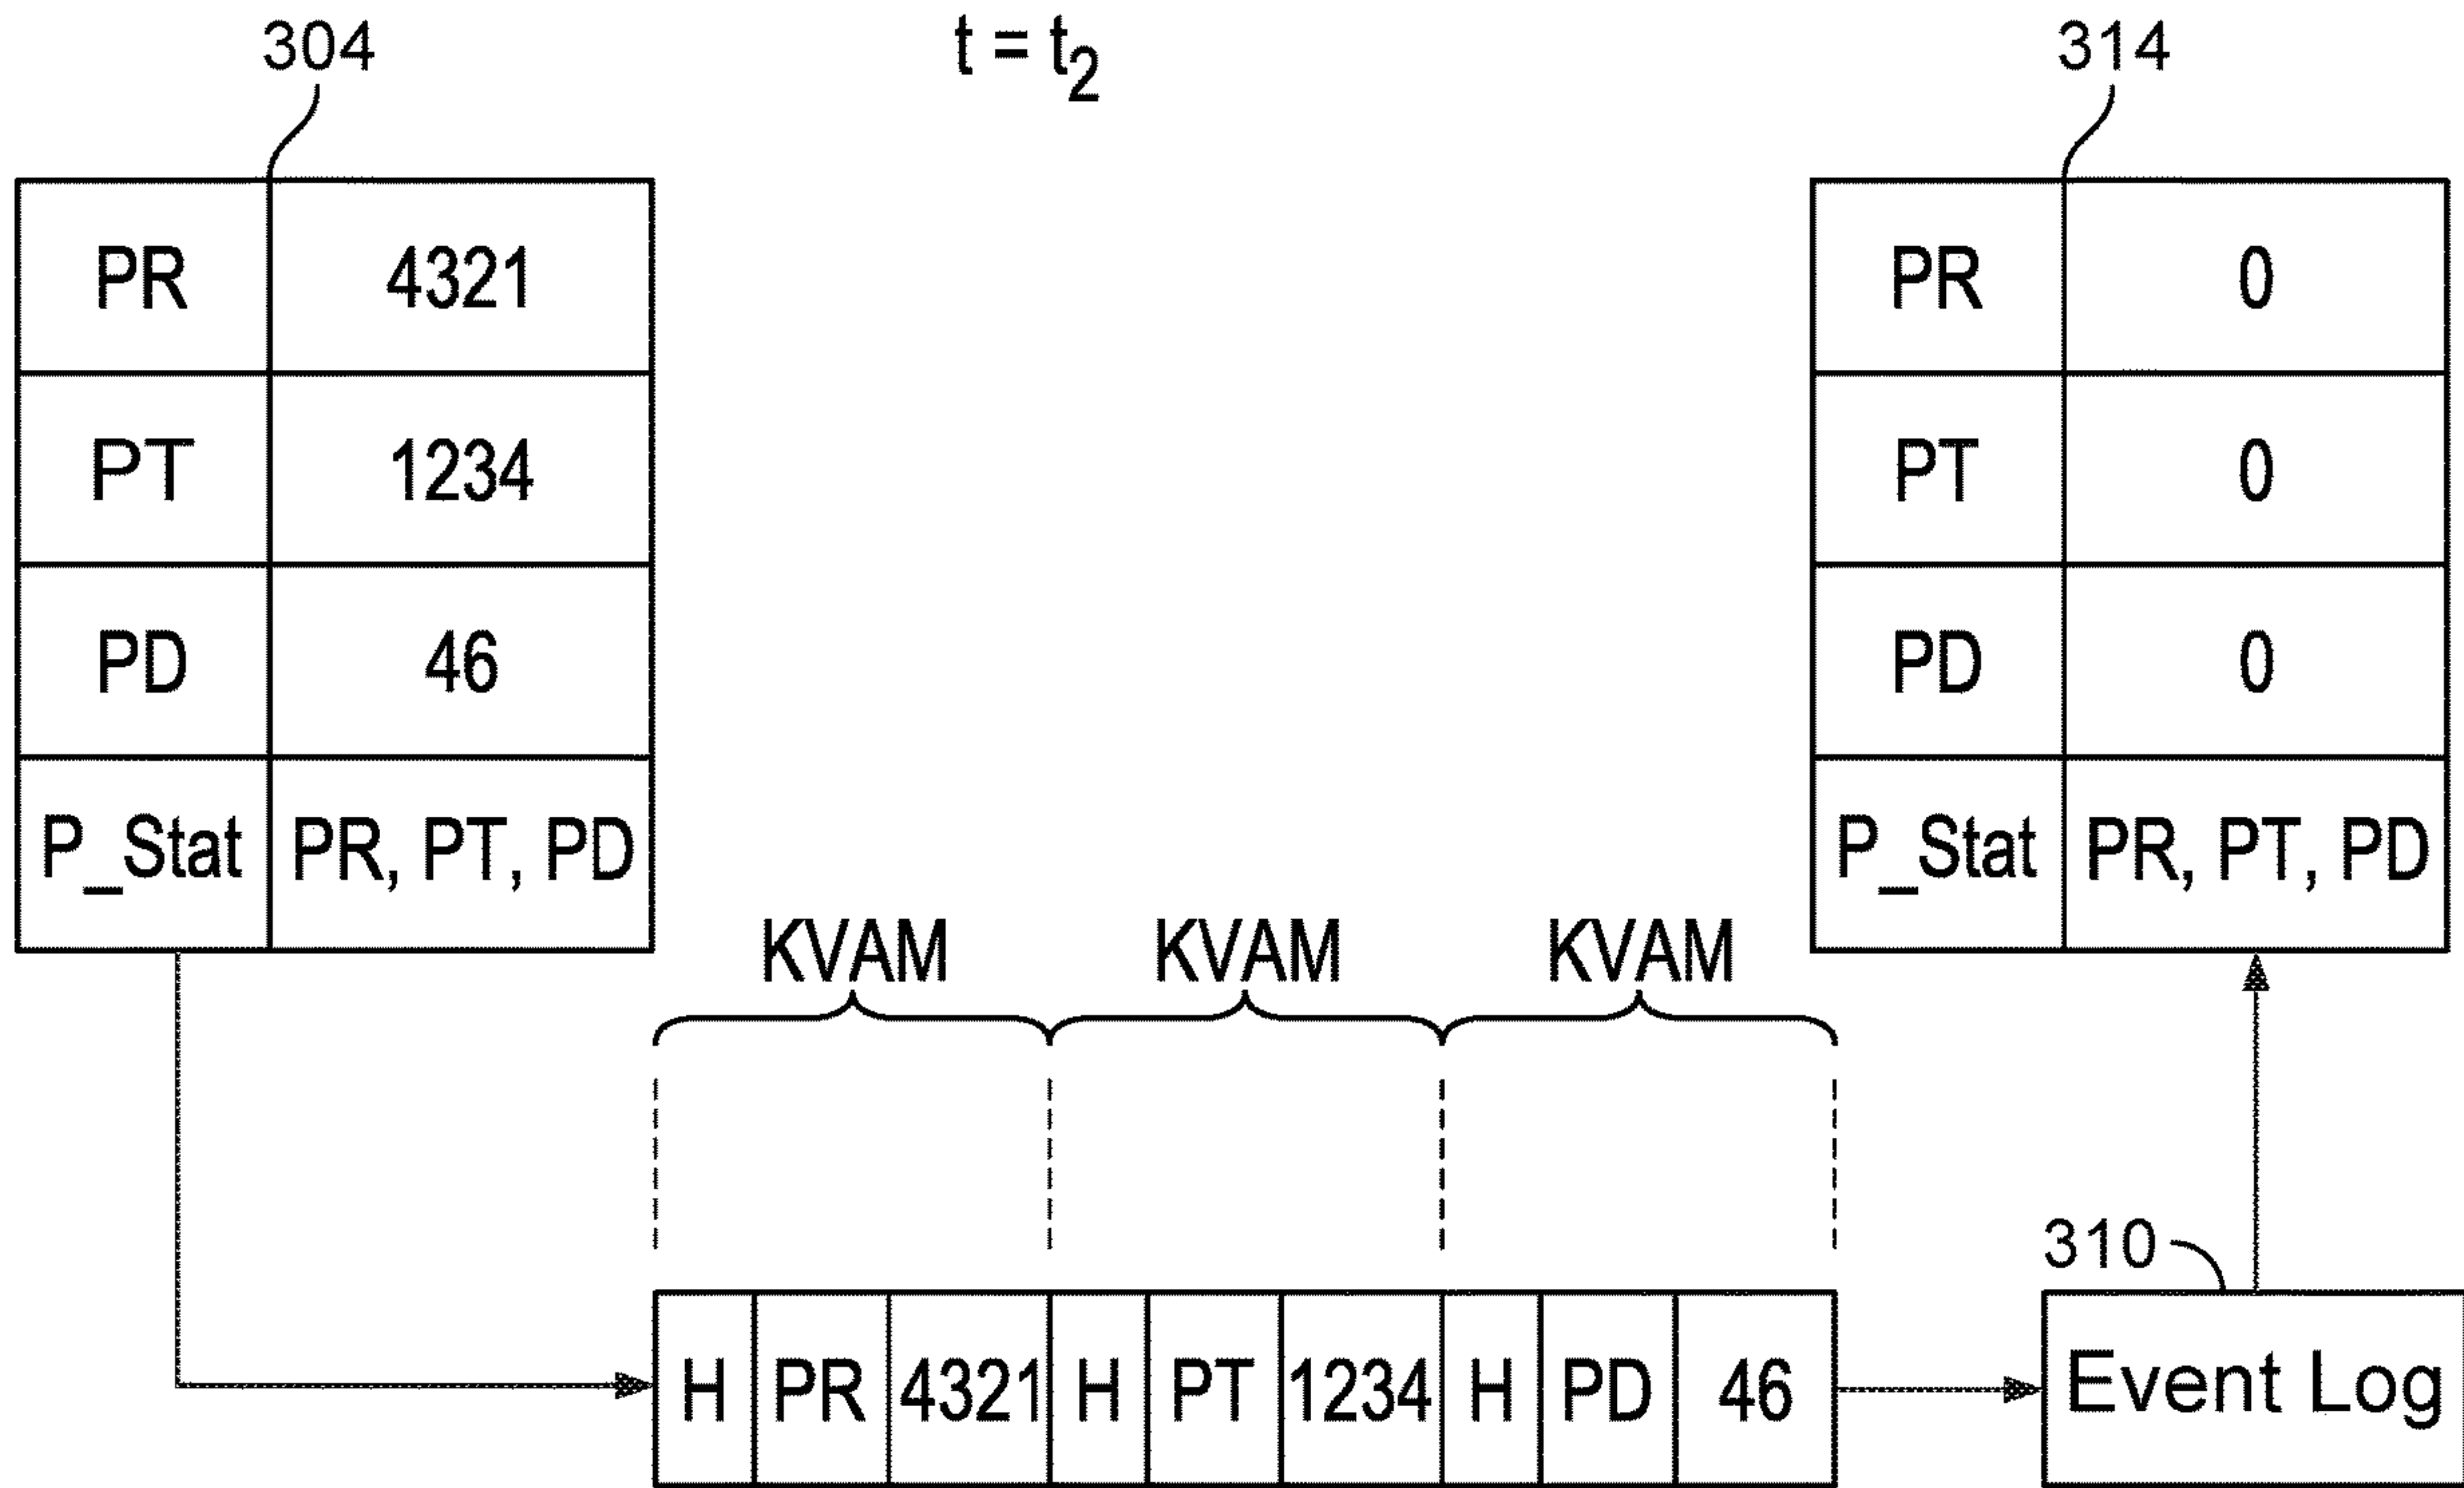 304
t = t2
314
PR 4321
PT 1234
PD 46
P_Stat PR, PT, PD
PR 0
PT 0
PD 0
P_Stat PR, PT, PD
KVAM KVAM KVAM
310
H PR 4321 H PT 1234 H PD 46
Event Log